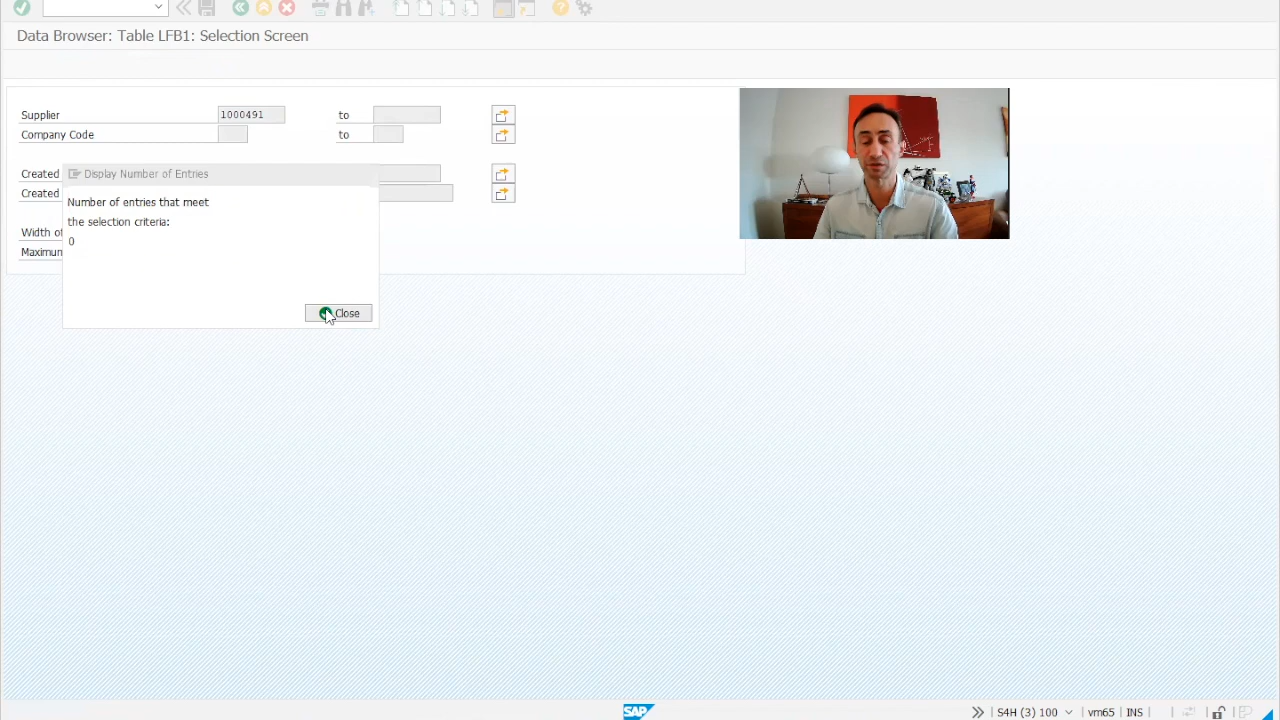 Data Browser: Table LFB1: Selection Screen
Supplier 1000491 to
Company Code to
Created
Created
Display Number of Entries
Number of entries that meet
the selection criteria:
0
Width of
Maximum
Close
SAP
S4H (3) 100 vm65 INS